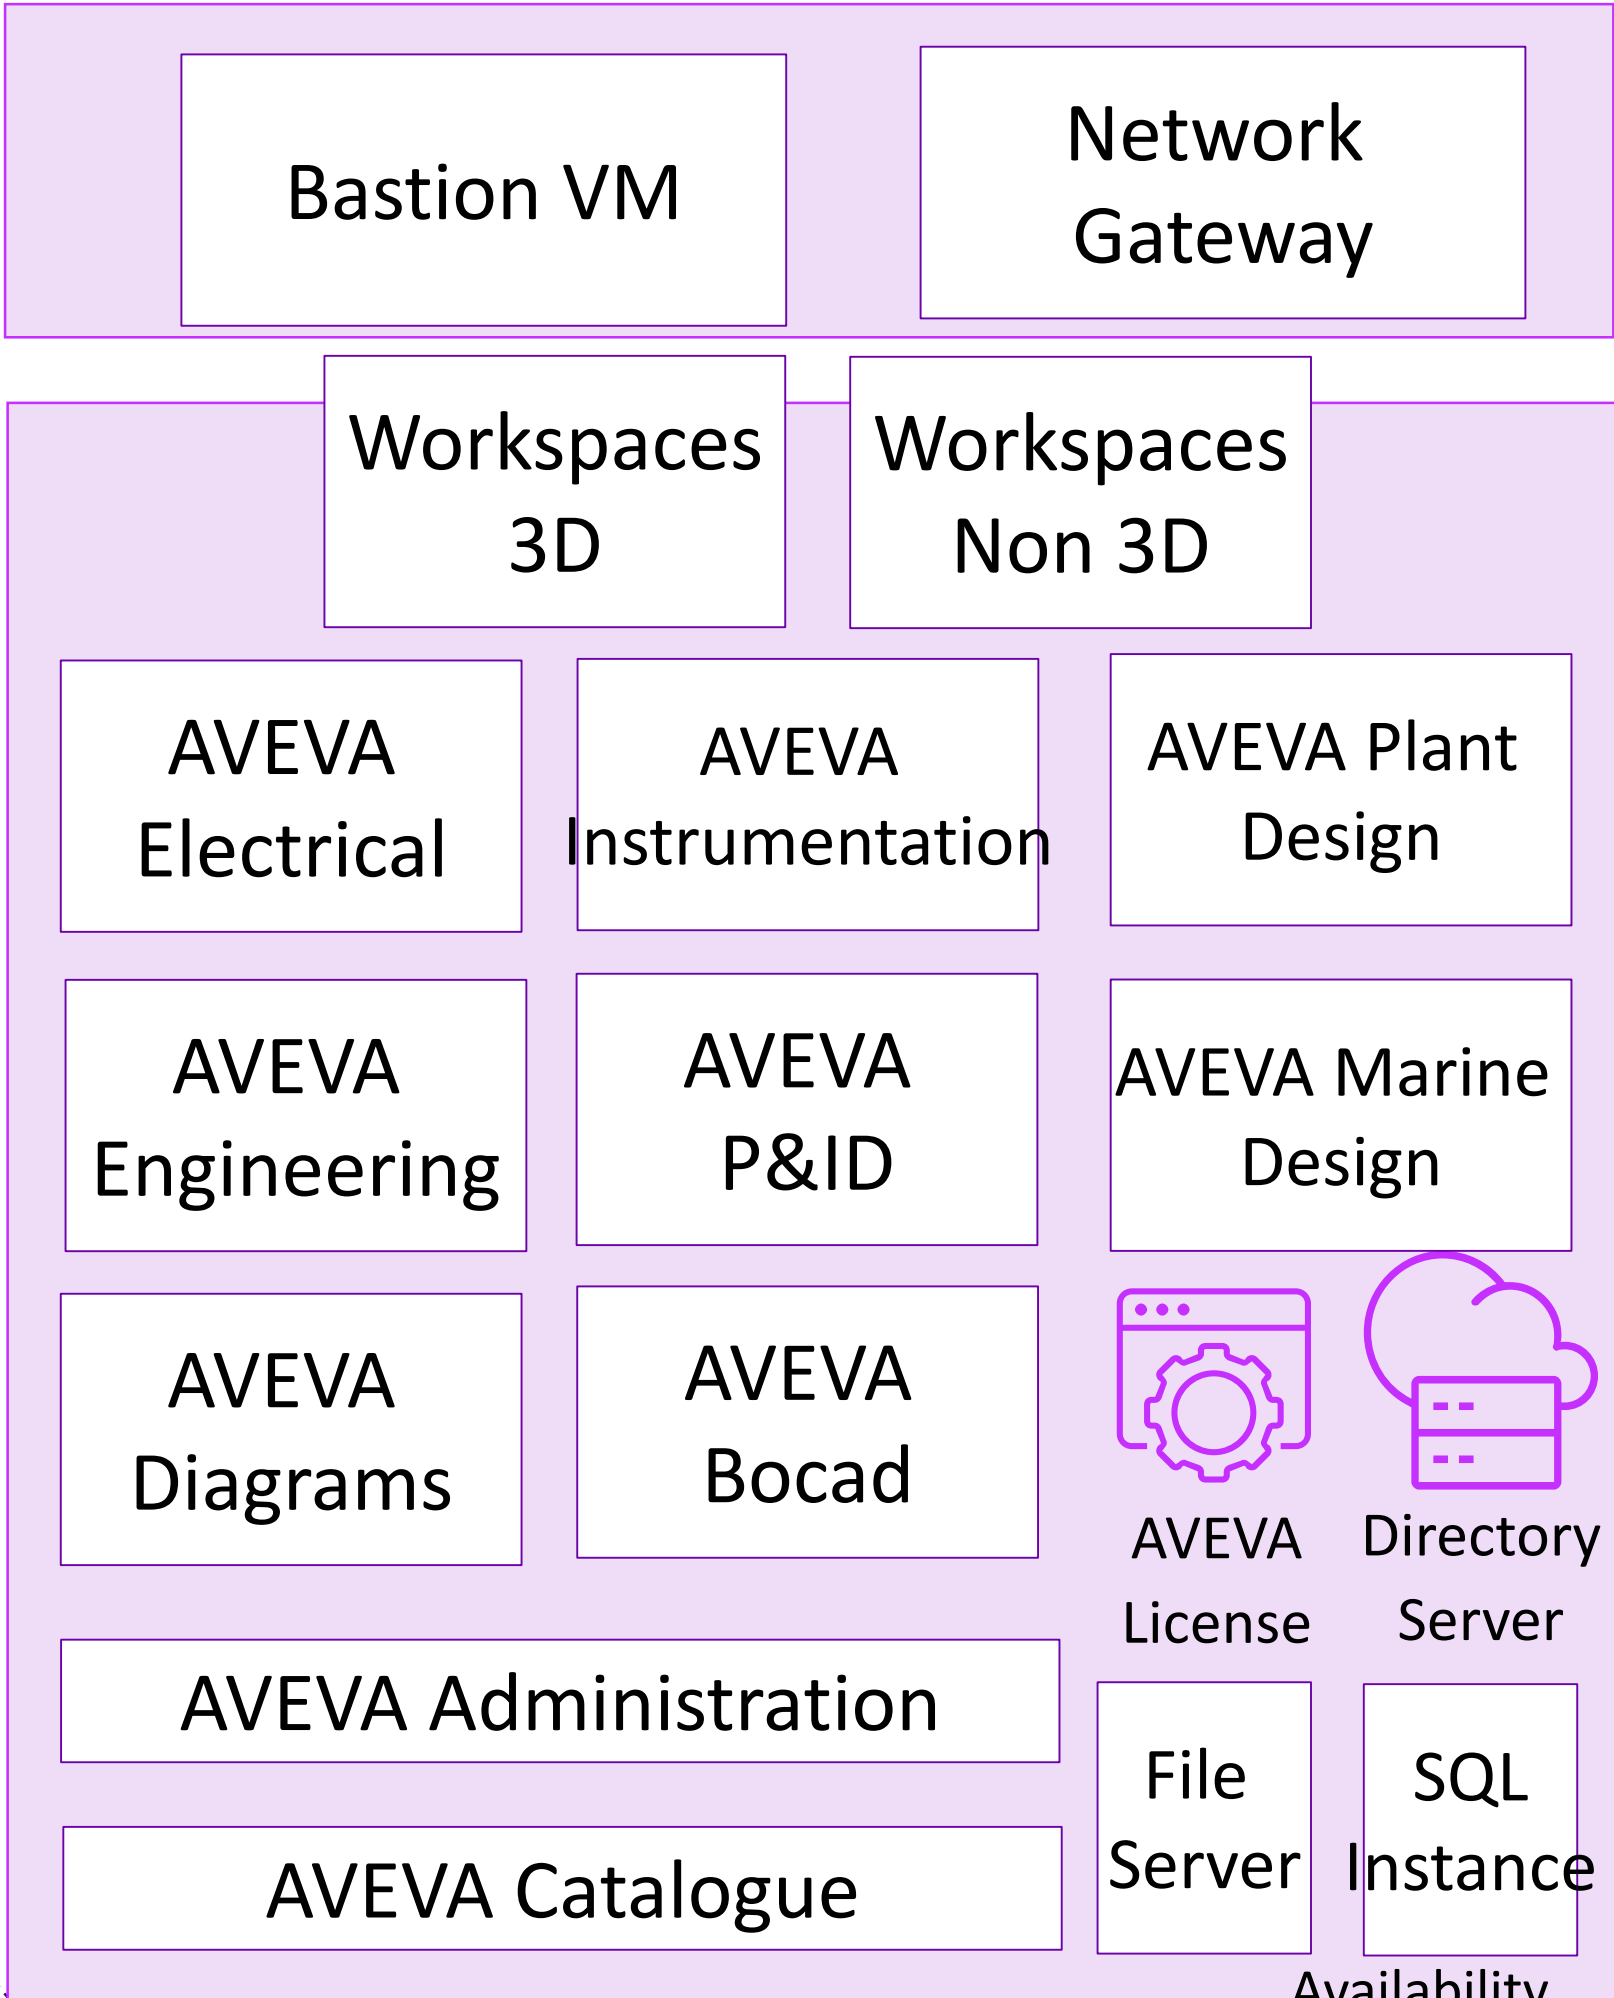 Bastion VM
Network
Gateway
Workspaces
3D
Workspaces
Non 3D
AVEVA
Electrical
AVEVA
Instrumentation
AVEVA Plant
Design
AVEVA
Engineering
AVEVA
P&ID
AVEVA Marine
Design
AVEVA
Diagrams
AVEVA
Bocad
AVEVA
License
Directory
Server
AVEVA Administration
AVEVA Catalogue
File
Server
SQL
Instance
Availability